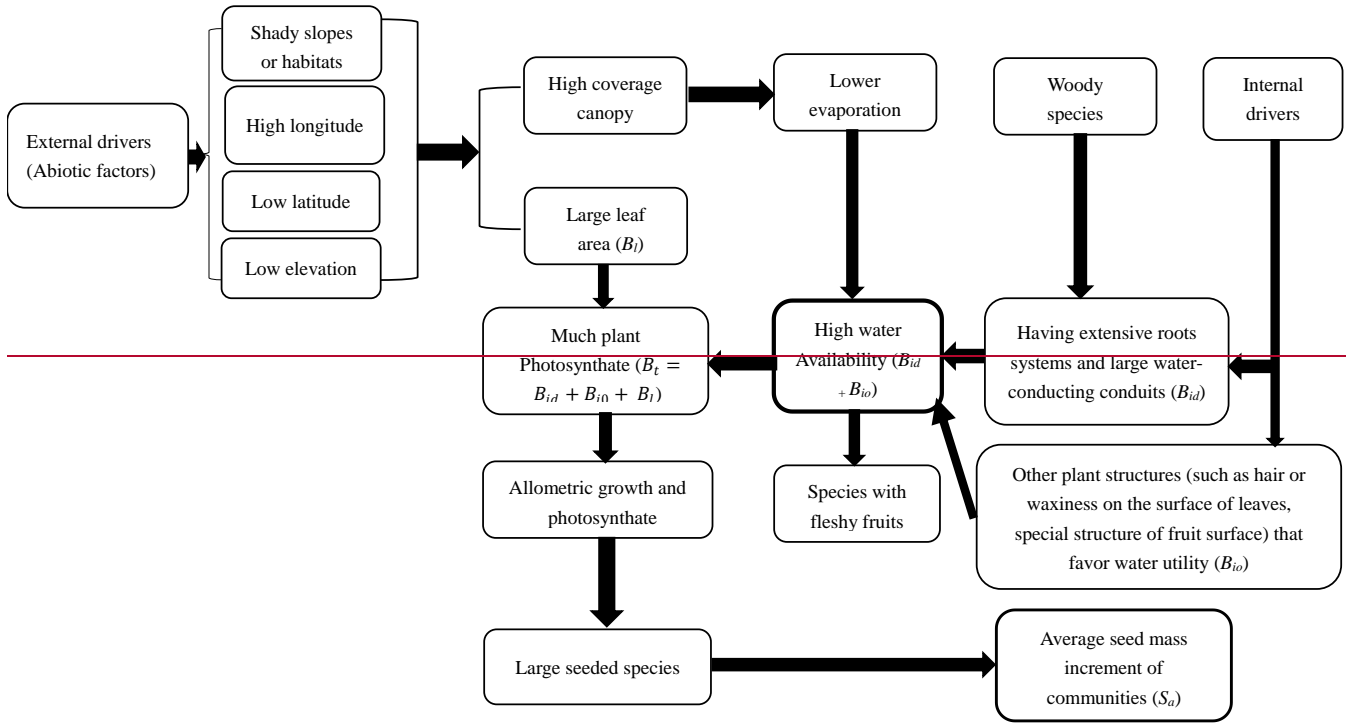 External drivers
(Abiotic factors)
Shady slopes
or habitats
High longitude
Low latitude
Low elevation
High coverage
canopy
Large leaf
area (Bl)
Lower
evaporation
Woody
species
Internal
drivers
Much plant
Photosynthate (Bt =
Bid + Bi0 + Bl)
High water
Availability (Bid
+ Bio)
Having extensive roots
systems and large water-
conducting conduits (Bid)
Allometric growth and
photosynthate
Species with
fleshy fruits
Other plant structures (such as hair or
waxiness on the surface of leaves,
special structure of fruit surface) that
favor water utility (Bio)
Large seeded species
Average seed mass
increment of
communities (Sa)